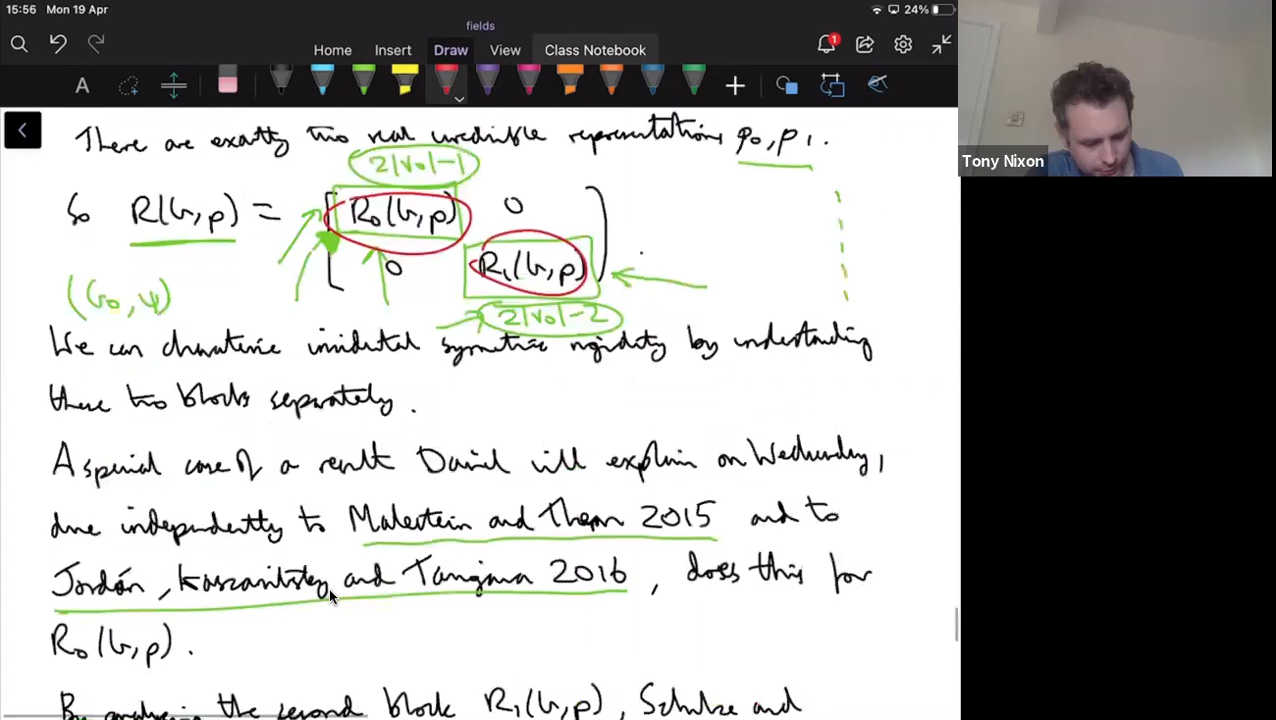 15:56 Mon 19 Apr
24%
fields
Home Insert Draw View Class Notebook
1
A
Tony Nixon
There are exactly two real irreducible representations ρ0, ρ1.
2|V0|-1
So R(G,p) = [ R0(G,p) 0
0 R1(G,p) ] .
(G0, ψ)
2|V0|-2
We can characterise incidental symmetric rigidity by understanding
these two blocks separately.
A special case of a result Daniel will explain on Wednesday,
due independently to Malestein and Theran 2015 and to
Jordán, Kaszanitzky and Tanigawa 2016, does this for
R0(G,p).
By analysing the second block R1(G,p), Schulze and